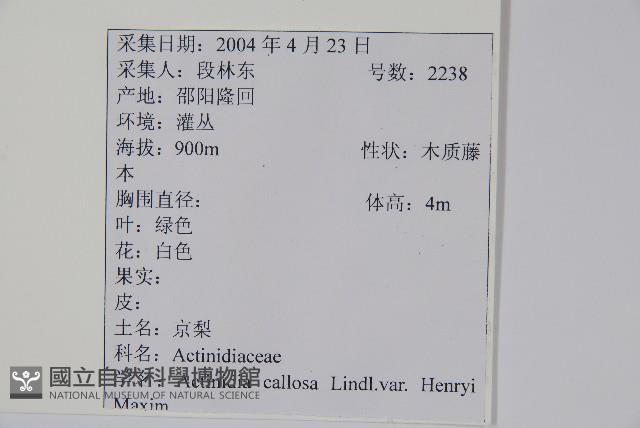 采集日期：2004 年 4 月 23 日
采集人：段林东 号数：2238
产地：邵阳隆回
环境：灌丛
海拔：900m 性状：木质藤
本
胸围直径： 体高：4m
叶：绿色
花：白色
果实：
皮：
土名：京梨
科名：Actinidiaceae
学名：Actinidia callosa Lindl.var. Henryi
Maxim
國立自然科學博物館
NATIONAL MUSEUM OF NATURAL SCIENCE